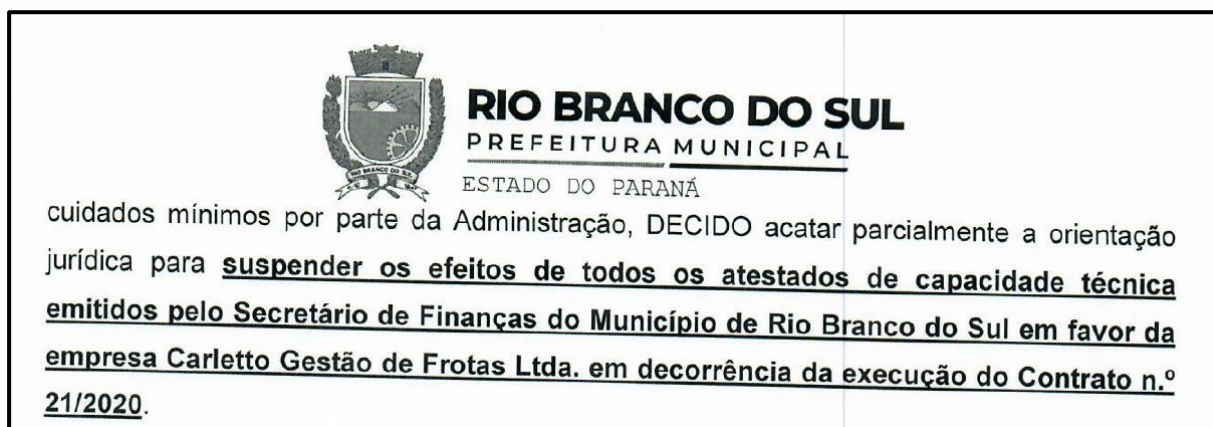 RIO BRANCO DO SUL
PREFEITURA MUNICIPAL
ESTADO DO PARANÁ
cuidados mínimos por parte da Administração, DECIDO acatar parcialmente a orientação
jurídica para suspender os efeitos de todos os atestados de capacidade técnica
emitidos pelo Secretário de Finanças do Município de Rio Branco do Sul em favor da
empresa Carletto Gestão de Frotas Ltda. em decorrência da execução do Contrato n.º
21/2020.